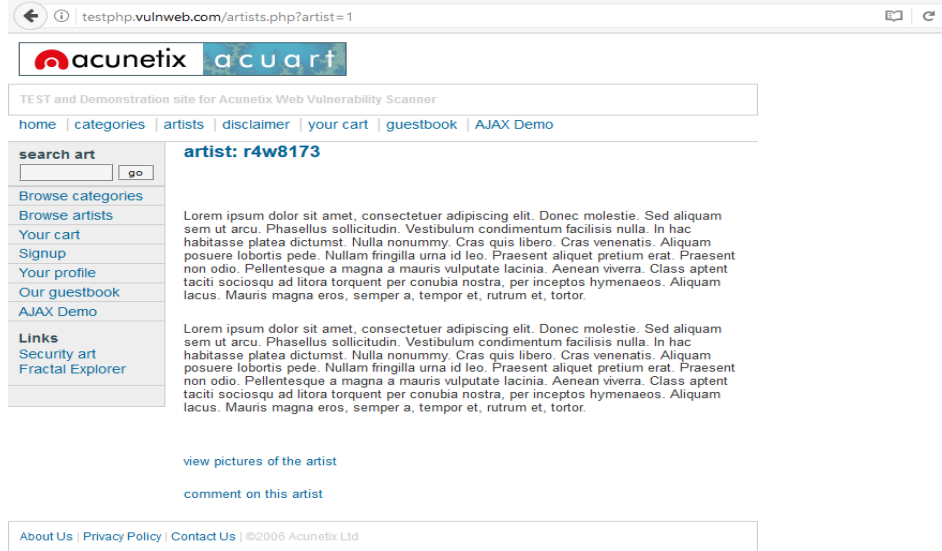 testphp.vulnweb.com/artists.php?artist=1
acunetix acuart
TEST and Demonstration site for Acunetix Web Vulnerability Scanner
home | categories | artists | disclaimer | your cart | guestbook | AJAX Demo
search art
go
Browse categories
Browse artists
Your cart
Signup
Your profile
Our guestbook
AJAX Demo
Links
Security art
Fractal Explorer
artist: r4w8173
Lorem ipsum dolor sit amet, consectetuer adipiscing elit. Donec molestie. Sed aliquam
sem ut arcu. Phasellus sollicitudin. Vestibulum condimentum facilisis nulla. In hac
habitasse platea dictumst. Nulla nonummy. Cras quis libero. Cras venenatis. Aliquam
posuere lobortis pede. Nullam fringilla urna id leo. Praesent aliquet pretium erat. Praesent
non odio. Pellentesque a magna a mauris vulputate lacinia. Aenean viverra. Class aptent
taciti sociosqu ad litora torquent per conubia nostra, per inceptos hymenaeos. Aliquam
lacus. Mauris magna eros, semper a, tempor et, rutrum et, tortor.
Lorem ipsum dolor sit amet, consectetuer adipiscing elit. Donec molestie. Sed aliquam
sem ut arcu. Phasellus sollicitudin. Vestibulum condimentum facilisis nulla. In hac
habitasse platea dictumst. Nulla nonummy. Cras quis libero. Cras venenatis. Aliquam
posuere lobortis pede. Nullam fringilla urna id leo. Praesent aliquet pretium erat. Praesent
non odio. Pellentesque a magna a mauris vulputate lacinia. Aenean viverra. Class aptent
taciti sociosqu ad litora torquent per conubia nostra, per inceptos hymenaeos. Aliquam
lacus. Mauris magna eros, semper a, tempor et, rutrum et, tortor.
view pictures of the artist
comment on this artist
About Us | Privacy Policy | Contact Us | ©2006 Acunetix Ltd